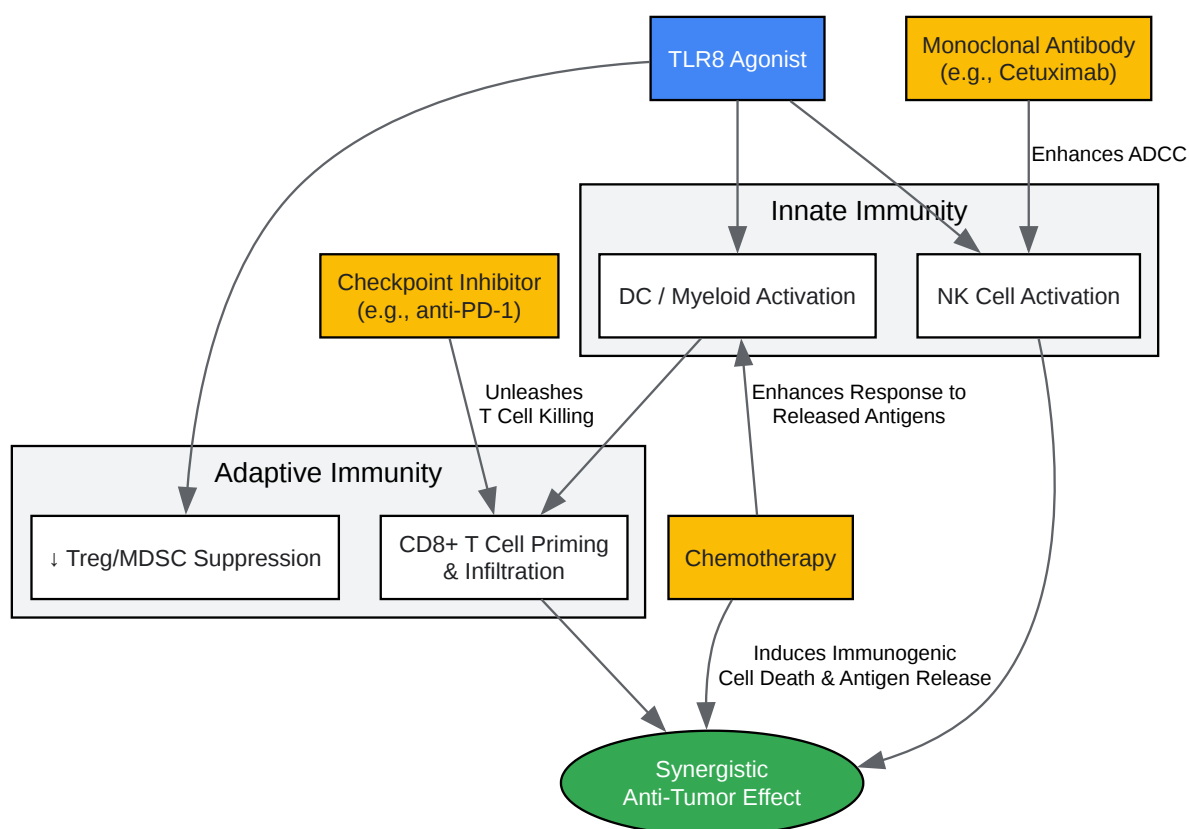 TLR8 Agonist
Monoclonal Antibody
(e.g., Cetuximab)
Enhances ADCC
Innate Immunity
Checkpoint Inhibitor
(e.g., anti-PD-1)
DC / Myeloid Activation
NK Cell Activation
Unleashes
T Cell Killing
Enhances Response to
Released Antigens
Adaptive Immunity
↓ Treg/MDSC Suppression
CD8+ T Cell Priming
& Infiltration
Chemotherapy
Induces Immunogenic
Cell Death & Antigen Release
Synergistic
Anti-Tumor Effect